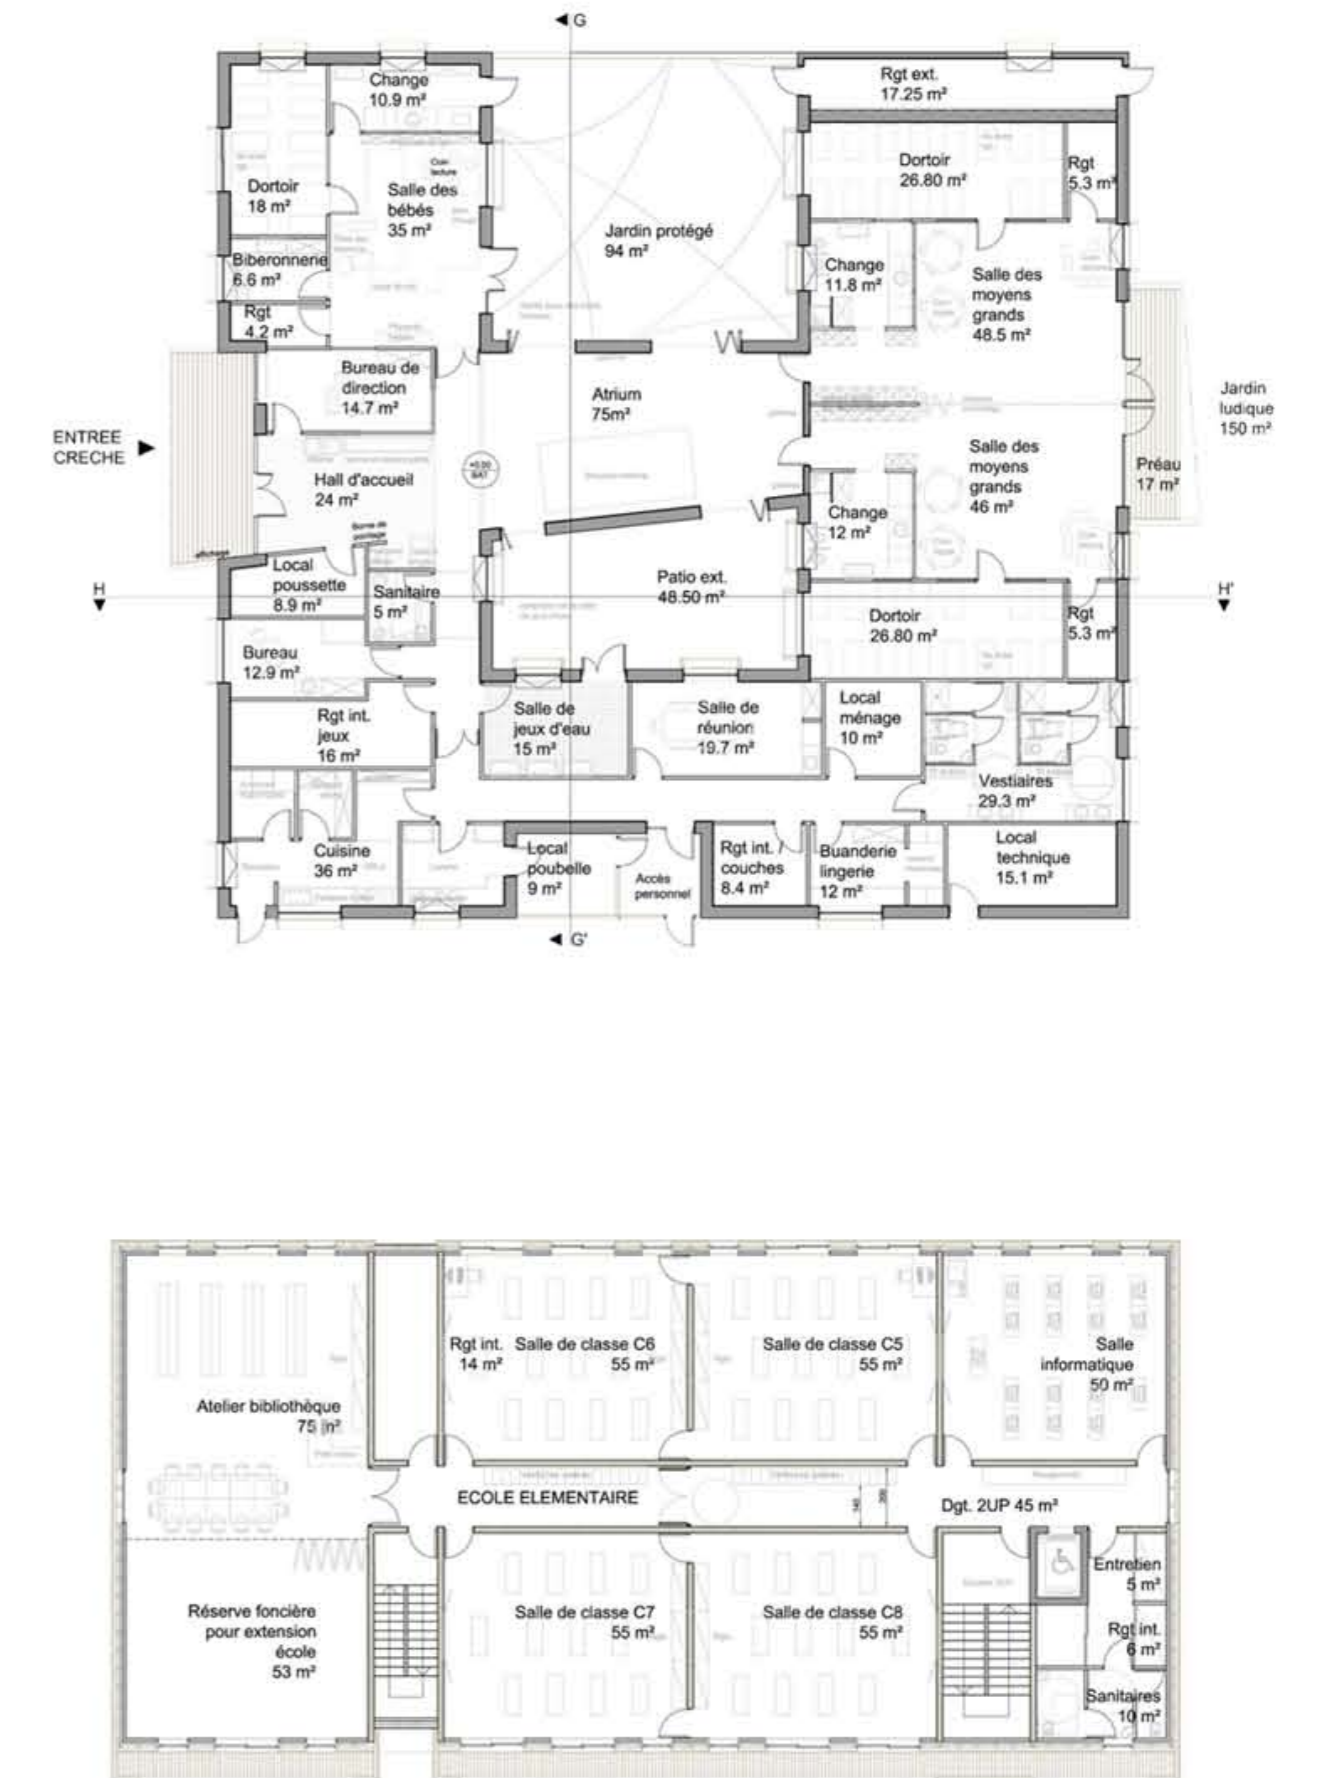 G
Change
10.9 m²
Rgt ext.
17.25 m²
Dortoir
18 m²
Coin
lecture
Salle des
bébés
35 m²
Jardin protégé
94 m²
Dortoir
26.80 m²
Rgt
5.3 m²
Biberonnerie
6.6 m²
Rgt
4.2 m²
Change
11.8 m²
Salle des
moyens
grands
48.5 m²
Bureau de
direction
14.7 m²
Atrium
75m²
Jardin
ludique
150 m²
ENTREE
CRECHE
Hall d'accueil
24 m²
Salle des
moyens
grands
46 m²
Préau
17 m²
Change
12 m²
affichage
Local
poussette
8.9 m²
Sanitaire
5 m²
Patio ext.
48.50 m²
H
H'
Dortoir
26.80 m²
Rgt
5.3 m²
Bureau
12.9 m²
Rgt int.
jeux
16 m²
Salle de
jeux d'eau
15 m²
Salle de
réunion
19.7 m²
Local
ménage
10 m²
Vestiaires
29.3 m²
Cuisine
36 m²
Local
poubelle
9 m²
Accès
personnel
Rgt int. /
couches
8.4 m²
Buanderie
lingerie
12 m²
Local
technique
15.1 m²
G'
Rgt int.
14 m²
Salle de classe C6
55 m²
Salle de classe C5
55 m²
Salle
informatique
50 m²
Atelier bibliothèque
75 m²
ECOLE ELEMENTAIRE
Dgt. 2UP 45 m²
Réserve foncière
pour extension
école
53 m²
Salle de classe C7
55 m²
Salle de classe C8
55 m²
Entretien
5 m²
Rgt int.
6 m²
Sanitaires
10 m²